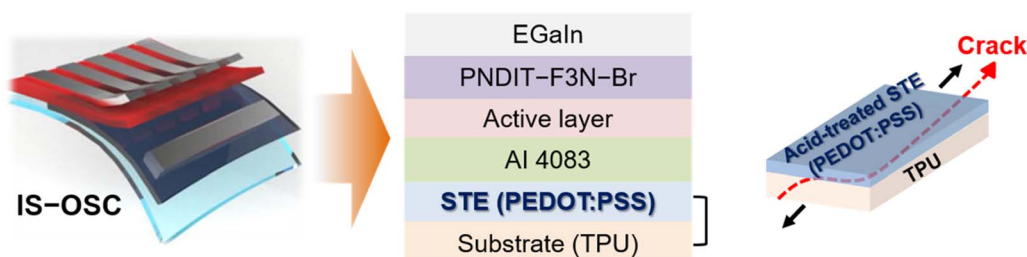 IS–OSC
EGaIn
PNDIT–F3N–Br
Active layer
AI 4083
STE (PEDOT:PSS)
Substrate (TPU)
Crack
Acid-treated STE
(PEDOT:PSS)
TPU